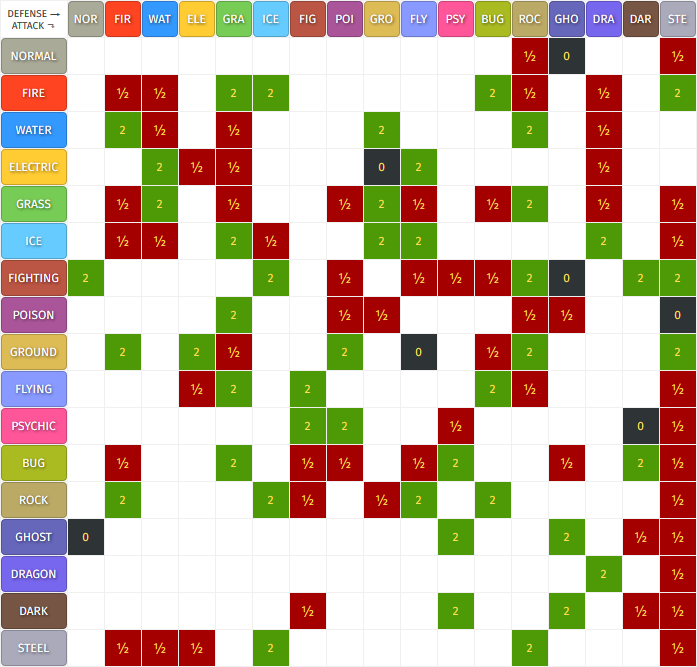 DEFENSE →
ATTACK ↴
NOR FIR WAT ELE GRA ICE FIG POI GRO FLY PSY BUG ROC GHO DRA DAR STE
NORMAL ½ 0 ½
FIRE ½ ½ 2 2 2 ½ ½ 2
WATER 2 ½ ½ 2 2 ½
ELECTRIC 2 ½ ½ 0 2 ½
GRASS ½ 2 ½ ½ 2 ½ ½ 2 ½ ½
ICE ½ ½ 2 ½ 2 2 2 ½
FIGHTING 2 2 ½ ½ ½ ½ 2 0 2 2
POISON 2 ½ ½ ½ ½ 0
GROUND 2 2 ½ 2 0 ½ 2 2
FLYING ½ 2 2 2 ½ ½
PSYCHIC 2 2 ½ 0 ½
BUG ½ 2 ½ ½ ½ 2 ½ 2 ½
ROCK 2 2 ½ ½ 2 2 ½
GHOST 0 2 2 ½ ½
DRAGON 2 ½
DARK ½ 2 2 ½ ½
STEEL ½ ½ ½ 2 2 ½